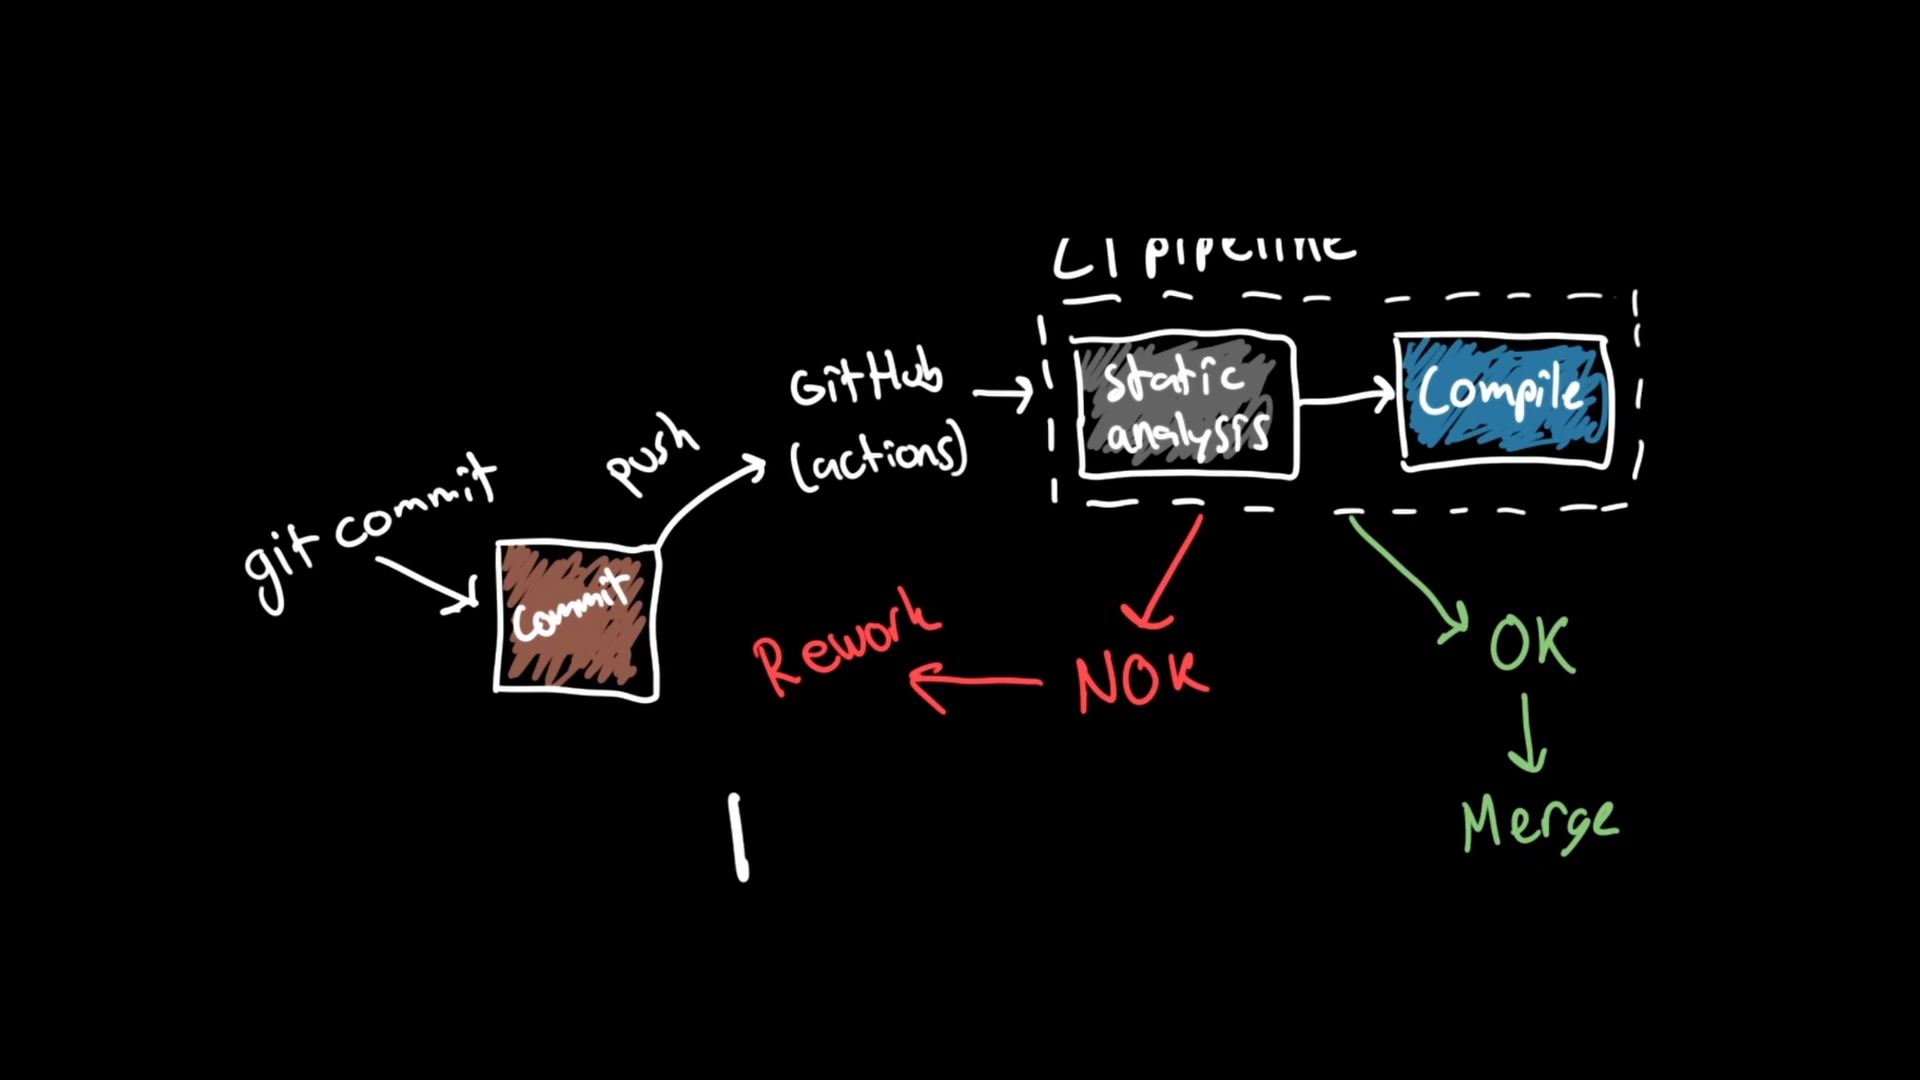 CI pipeline
GitHub
(actions)
static
analysis
Compile
push
git commit
Commit
Rework
NOK
OK
Merge